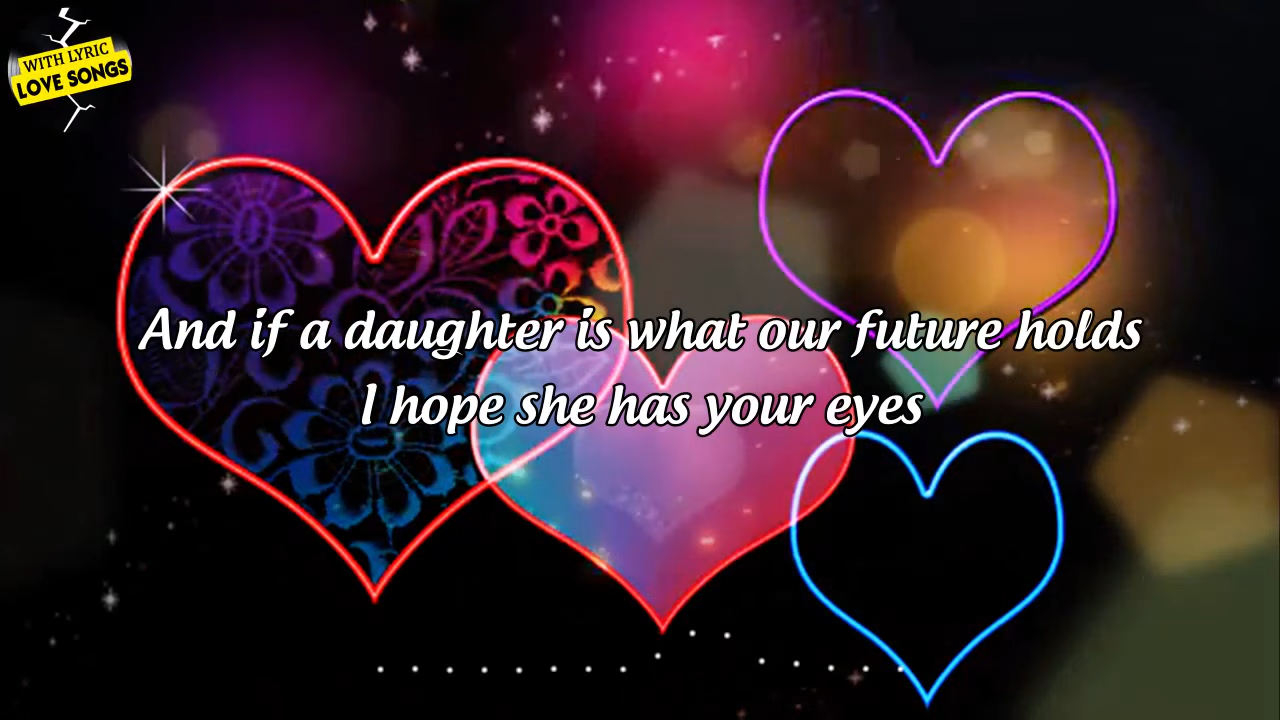 WITH LYRIC
LOVE SONGS
And if a daughter is what our future holds
I hope she has your eyes